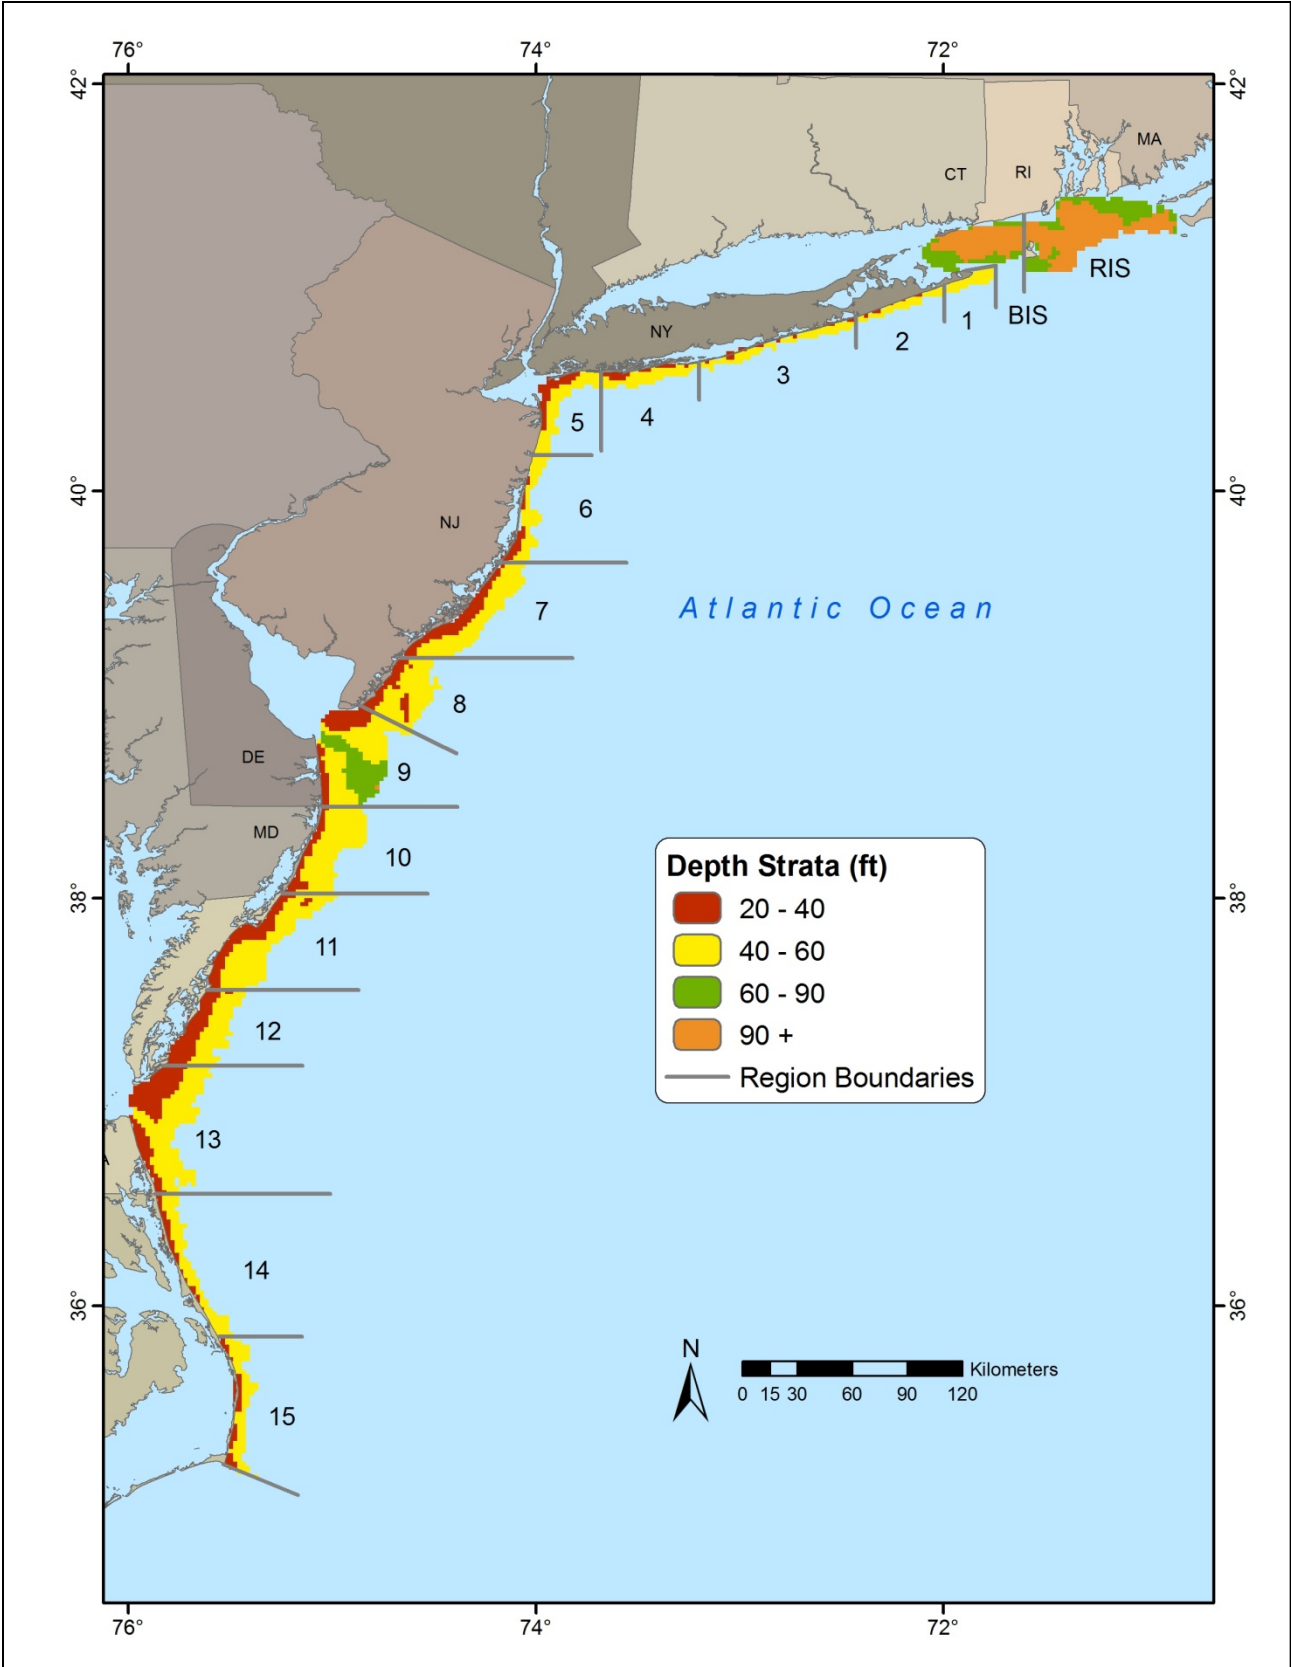 76° 74° 72°
42° 42°
MA
CT RI
RIS
BIS
1
NY
2
3
5 4
40° 40°
6
NJ
7
Atlantic Ocean
8
DE
9
MD
10
38° 38°
11
12
13
A
14
36° 36°
15
Depth Strata (ft)
20 - 40
40 - 60
60 - 90
90 +
Region Boundaries
N
Kilometers
0 15 30 60 90 120
76° 74° 72°